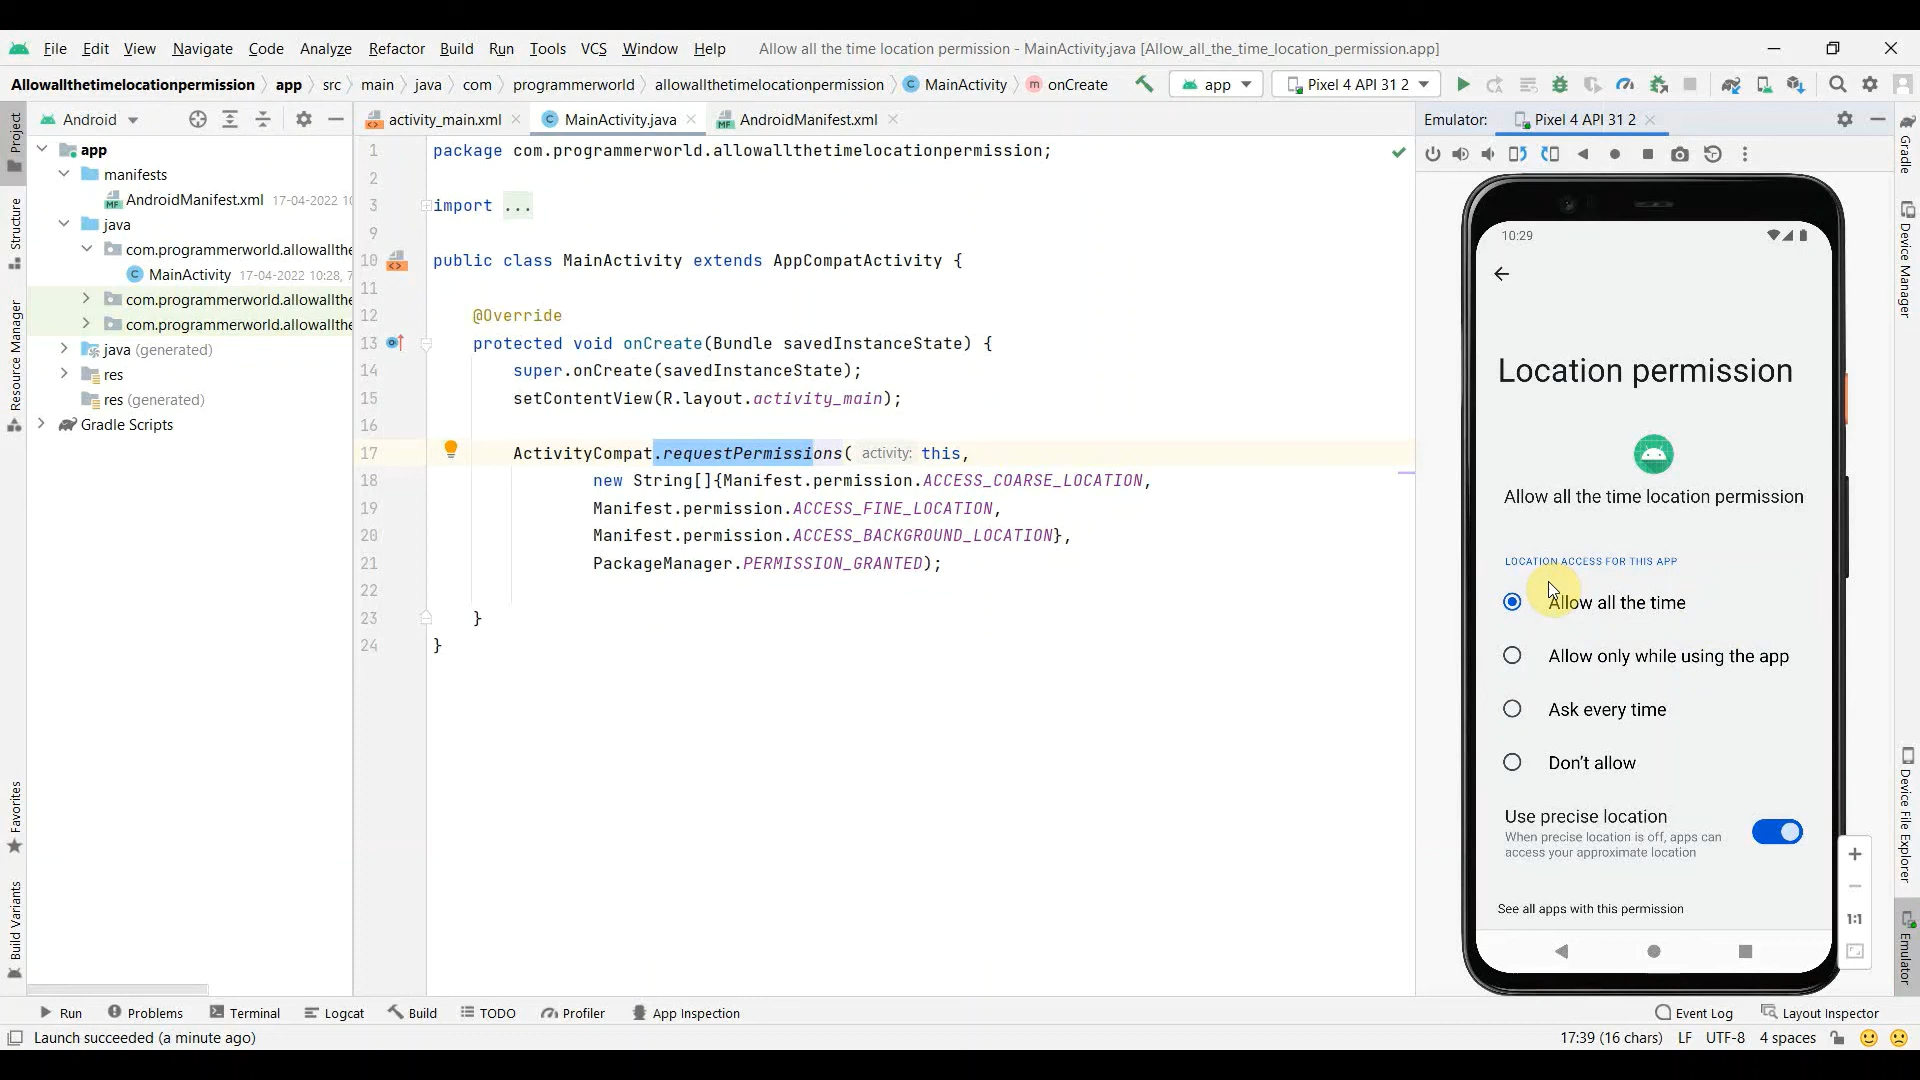 File Edit View Navigate Code Analyze Refactor Build Run Tools VCS Window Help Allow all the time location permission - MainActivity.java [Allow_all_the_time_location_permission.app]
Allowallthetimelocationpermission app src main java com programmerworld allowallthetimelocationpermission MainActivity onCreate app Pixel 4 API 31 2
Android
app
manifests
AndroidManifest.xml 17-04-2022 10
java
com.programmerworld.allowallthe
MainActivity 17-04-2022 10:28, 7
com.programmerworld.allowallthe
com.programmerworld.allowallthe
java (generated)
res
res (generated)
Gradle Scripts
Project
Structure
Resource Manager
Favorites
Build Variants
activity_main.xml MainActivity.java AndroidManifest.xml
1 package com.programmerworld.allowallthetimelocationpermission;
2
3 import ...
9
10 public class MainActivity extends AppCompatActivity {
11
12 @Override
13 protected void onCreate(Bundle savedInstanceState) {
14 super.onCreate(savedInstanceState);
15 setContentView(R.layout.activity_main);
16
17 ActivityCompat.requestPermissions( activity: this,
18 new String[]{Manifest.permission.ACCESS_COARSE_LOCATION,
19 Manifest.permission.ACCESS_FINE_LOCATION,
20 Manifest.permission.ACCESS_BACKGROUND_LOCATION},
21 PackageManager.PERMISSION_GRANTED);
22
23 }
24 }
Emulator: Pixel 4 API 31 2
10:29
Location permission
Allow all the time location permission
LOCATION ACCESS FOR THIS APP
Allow all the time
Allow only while using the app
Ask every time
Don't allow
Use precise location
When precise location is off, apps can
access your approximate location
See all apps with this permission
1:1
Gradle
Device Manager
Device File Explorer
Emulator
Run Problems Terminal Logcat Build TODO Profiler App Inspection Event Log Layout Inspector
Launch succeeded (a minute ago) 17:39 (16 chars) LF UTF-8 4 spaces